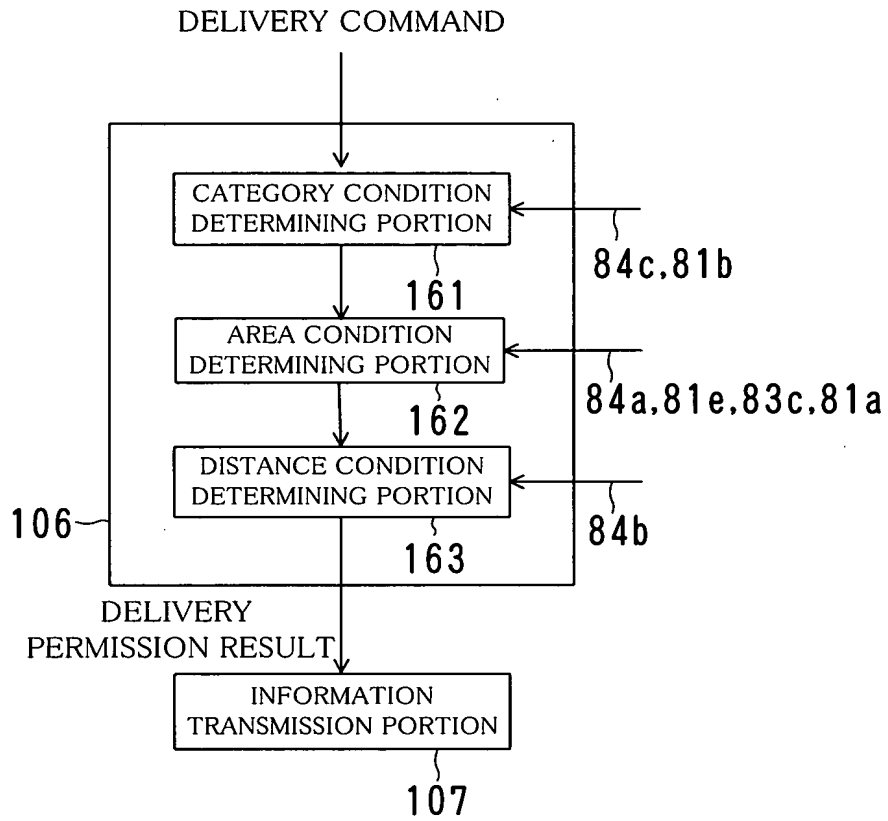 DELIVERY COMMAND
CATEGORY CONDITION
DETERMINING PORTION
84c,81b
161
AREA CONDITION
DETERMINING PORTION
84a,81e,83c,81a
162
DISTANCE CONDITION
DETERMINING PORTION
106
84b
163
DELIVERY
PERMISSION RESULT
INFORMATION
TRANSMISSION PORTION
107